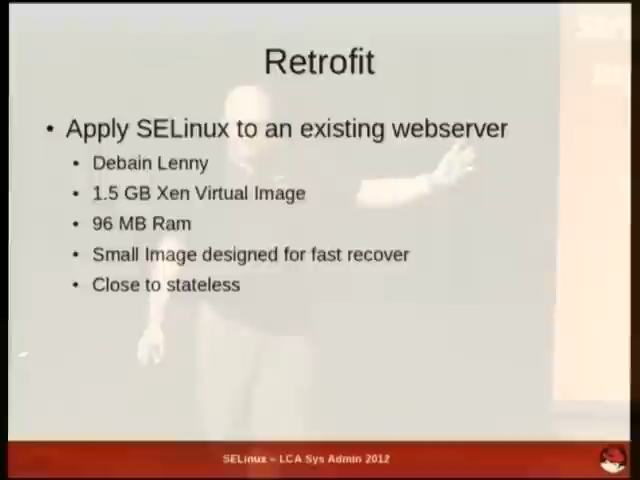 Retrofit
• Apply SELinux to an existing webserver
• Debain Lenny
• 1.5 GB Xen Virtual Image
• 96 MB Ram
• Small Image designed for fast recover
• Close to stateless
SELinux – LCA Sys Admin 2012